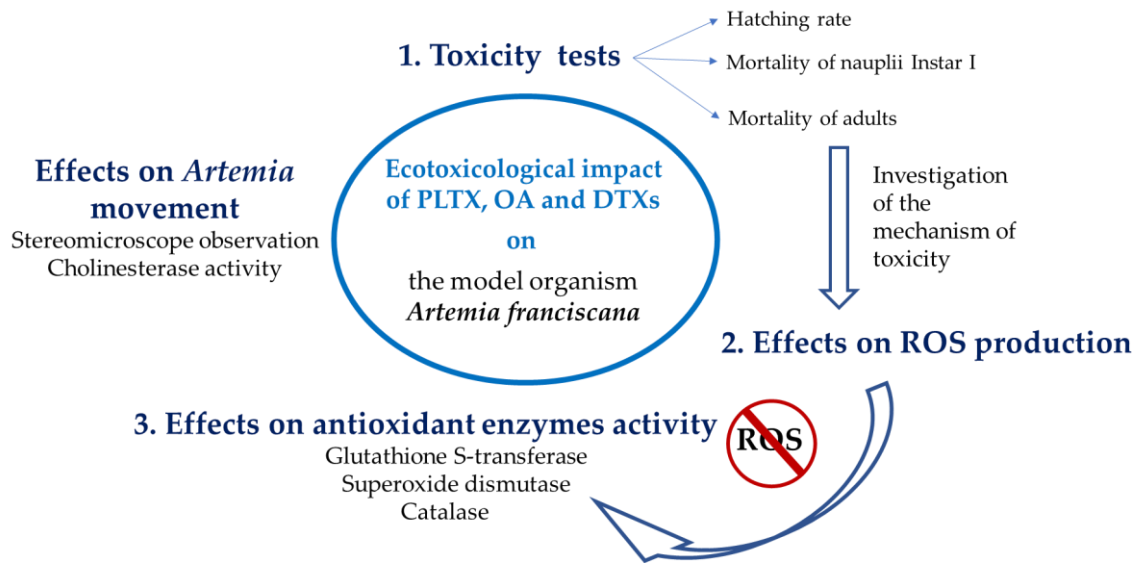 1. Toxicity tests
Hatching rate
Mortality of nauplii Instar I
Mortality of adults
Investigation
of the
mechanism of
toxicity
2. Effects on ROS production
ROS
3. Effects on antioxidant enzymes activity
Glutathione S-transferase
Superoxide dismutase
Catalase
Effects on Artemia
movement
Stereomicroscope observation
Cholinesterase activity
Ecotoxicological impact
of PLTX, OA and DTXs
on
the model organism
Artemia franciscana